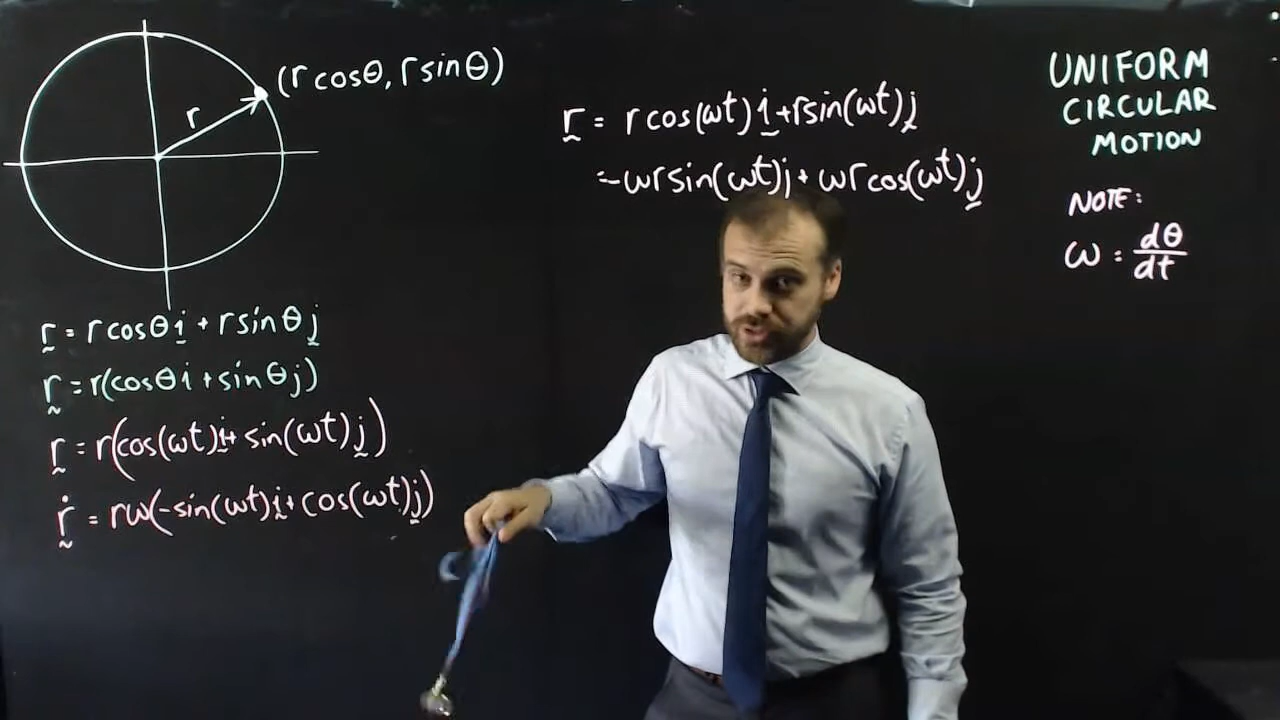 (r cosθ, r sinθ)
r
r̰ = r cosθ i̲ + r sinθ j̲
r̰ = r(cosθ i + sinθ j)
r̰ = r(cos(ωt) i̲ + sin(ωt) j̲)
ṙ̰ = rω(-sin(ωt) i̲ + cos(ωt) j̲)
r̰ = r cos(ωt) i̲ + r sin(ωt) j̲
= -ωr sin(ωt) i + ωr cos(ωt) j̲
UNIFORM
CIRCULAR
MOTION
NOTE:
ω = dθ/dt